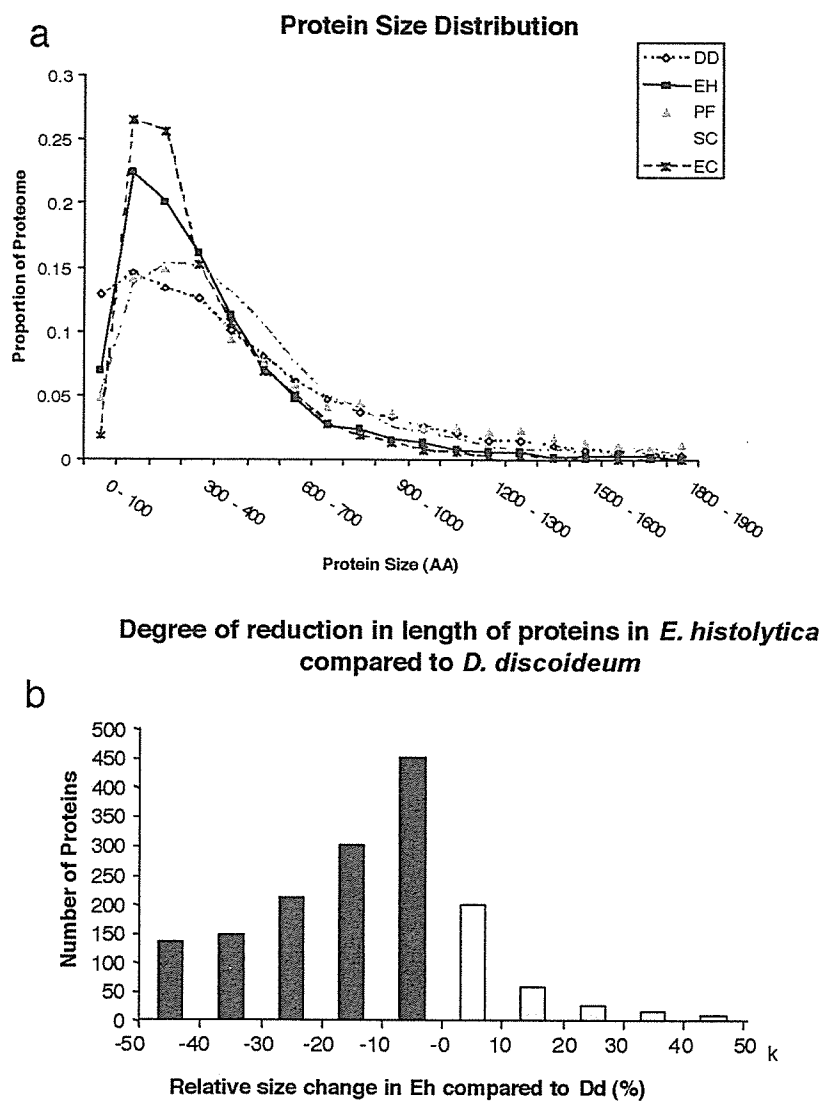 a
Protein Size Distribution
DD
EH
PF
SC
EC
Proportion of Proteome
0.3
0.25
0.2
0.15
0.1
0.05
0
0 - 100
300 - 400
600 - 700
900 - 1000
1200 - 1300
1500 - 1600
1800 - 1900
Protein Size (AA)
Degree of reduction in length of proteins in E. histolytica
compared to D. discoideum
b
Number of Proteins
500
450
400
350
300
250
200
150
100
50
0
-50 -40 -30 -20 -10 -0 10 20 30 40 50 k
Relative size change in Eh compared to Dd (%)